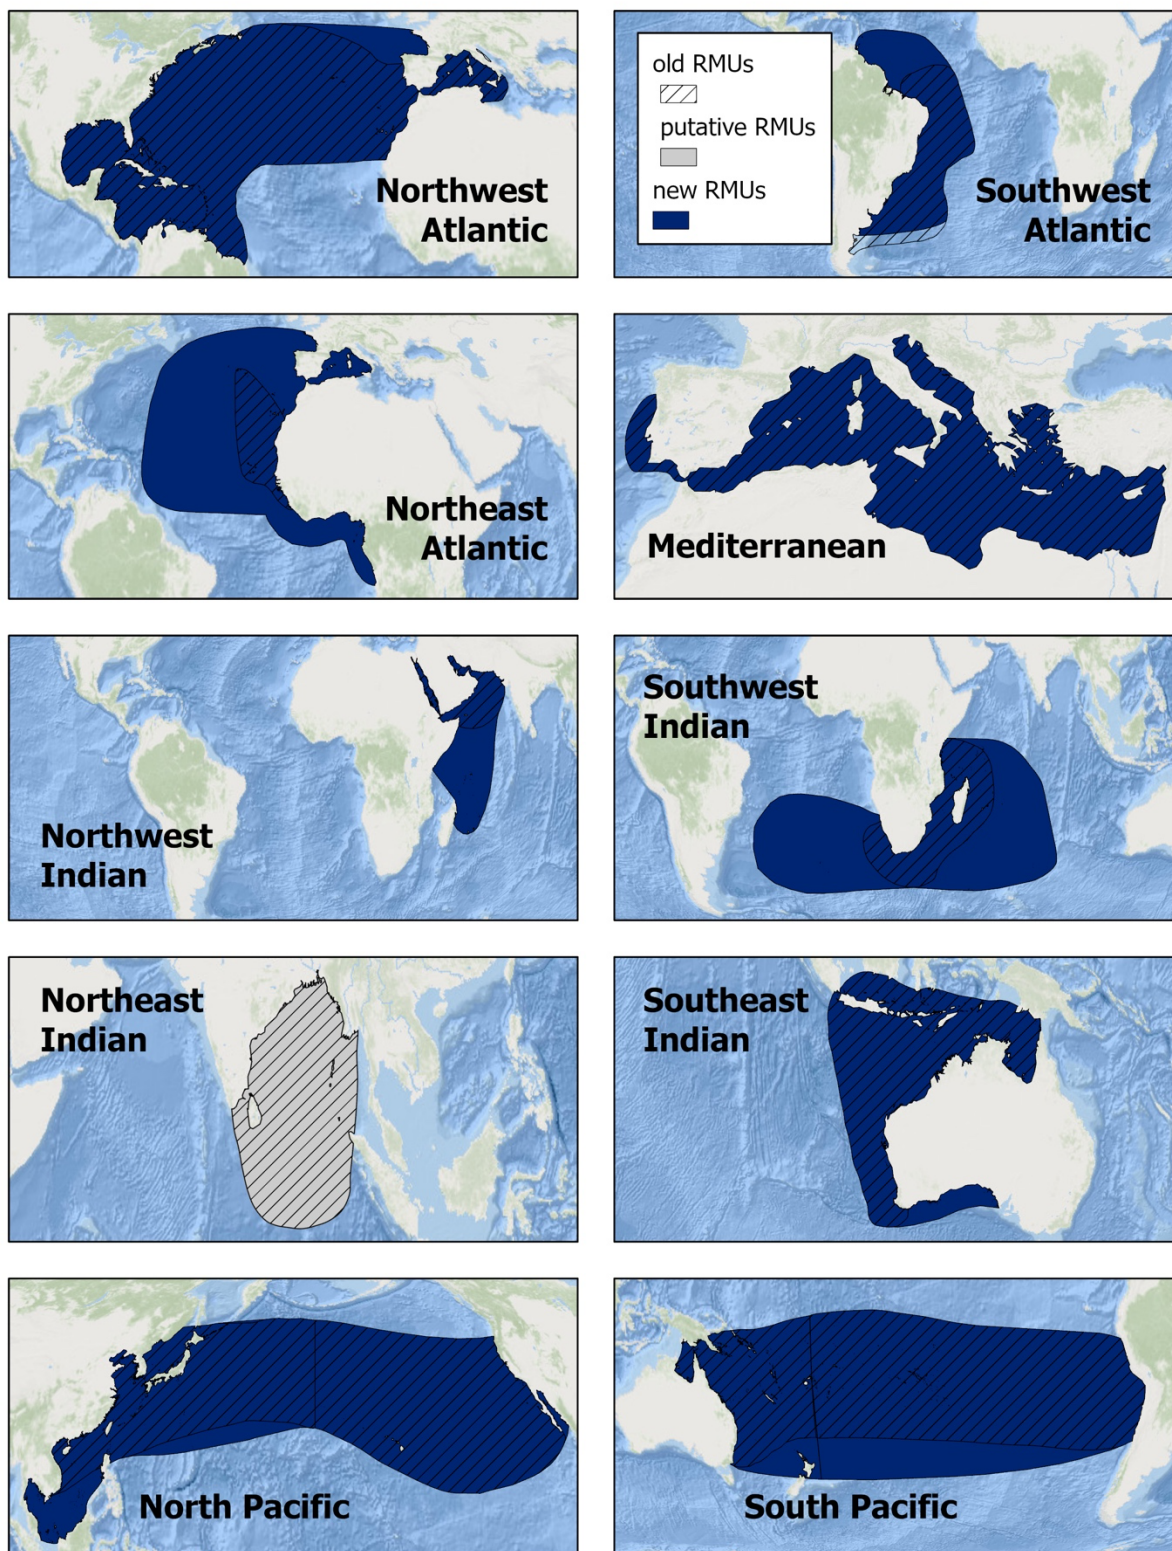 Northwest
Atlantic
old RMUs
putative RMUs
new RMUs
Southwest
Atlantic
Northeast
Atlantic
Mediterranean
Northwest
Indian
Southwest
Indian
Northeast
Indian
Southeast
Indian
North Pacific
South Pacific